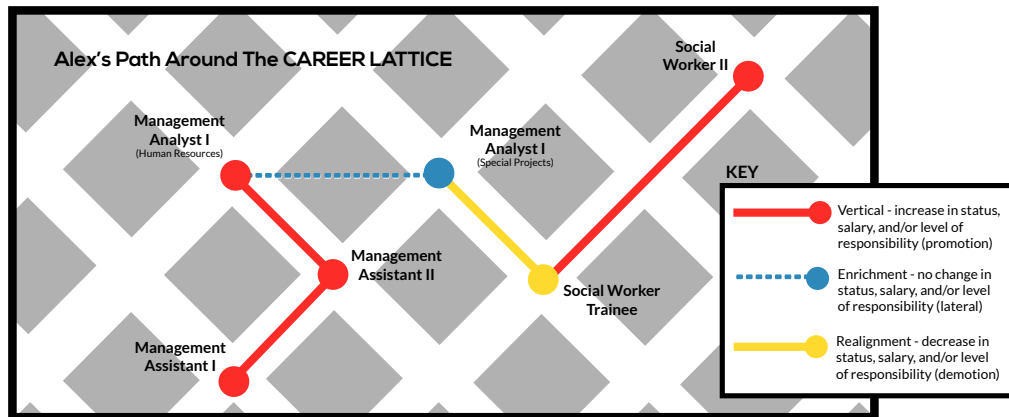 Alex's Path Around The CAREER LATTICE
Social
Worker II
Management
Analyst I
(Human Resources)
Management
Analyst I
(Special Projects)
Management
Assistant II
Social Worker
Trainee
Management
Assistant I
KEY
Vertical - increase in status,
salary, and/or level of
responsibility (promotion)
Enrichment - no change in
status, salary, and/or level
of responsibility (lateral)
Realignment - decrease in
status, salary, and/or level
of responsibility (demotion)